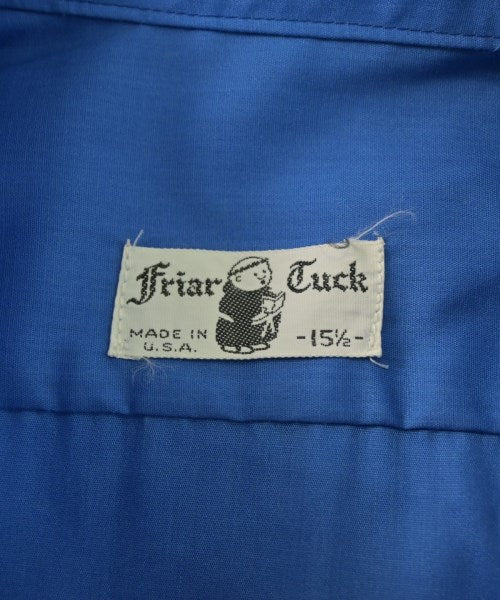 Friar Tuck
MADE IN
U.S.A.
-15½-